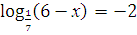 log_{1/7}(6 − x) = −2